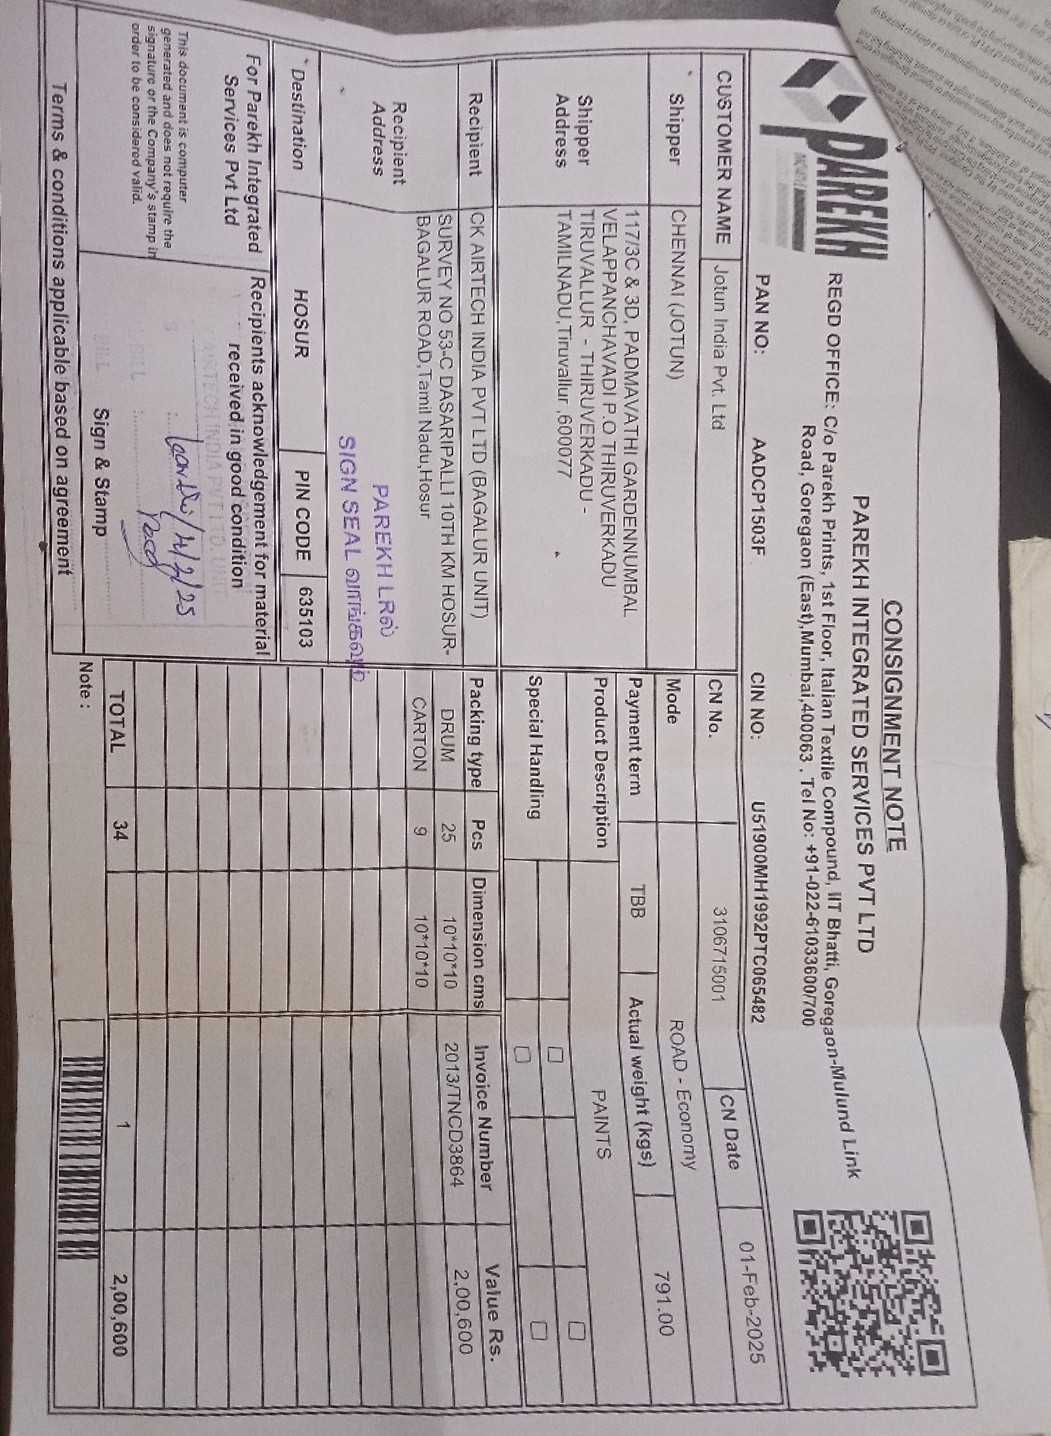 PAREKH
CONSIGNMENT NOTE
PAREKH INTEGRATED SERVICES PVT LTD
REGD OFFICE: C/o Parekh Prints, 1st Floor, Italian Textile Compound, IIT Bhatti, Goregaon-Mulund Link
Road, Goregaon (East),Mumbai,400063 . Tel No: +91-022-61033600/700
PAN NO: AADCP1503F CIN NO: U51900MH1992PTC065482
CUSTOMER NAME Jotun India Pvt. Ltd
CN No. 3106715001 CN Date 01-Feb-2025
Shipper CHENNAI (JOTUN)
Mode ROAD - Economy
Payment term TBB Actual weight (kgs) 791.00
Shipper Address
117/3C & 3D, PADMAVATHI GARDENNUMBAL
VELAPPANCHAVADI P O THIRUVERKADU
TIRUVALLUR - THIRUVERKADU -
TAMILNADU,Tiruvallur ,600077
Product Description PAINTS
Special Handling
Recipient CK AIRTECH INDIA PVT LTD (BAGALUR UNIT)
Recipient Address
SURVEY NO 53-C DASARIPALLI 10TH KM HOSUR-
BAGALUR ROAD,Tamil Nadu,Hosur
PAREKH LRல்
SIGN SEAL வாங்கவும்
Packing type Pcs Dimension cms Invoice Number Value Rs.
DRUM 25 10*10*10 2013/TNCD3864 2,00,600
CARTON 9 10*10*10
Destination HOSUR PIN CODE 635103
For Parekh Integrated
Services Pvt Ltd
Recipients acknowledgement for material
received in good condition
This document is computer
generated and does not require the
signature or the Company's stamp in
order to be considered valid.
4/2/25
Sign & Stamp
TOTAL 34 1 2,00,600
Terms & conditions applicable based on agreement
Note :